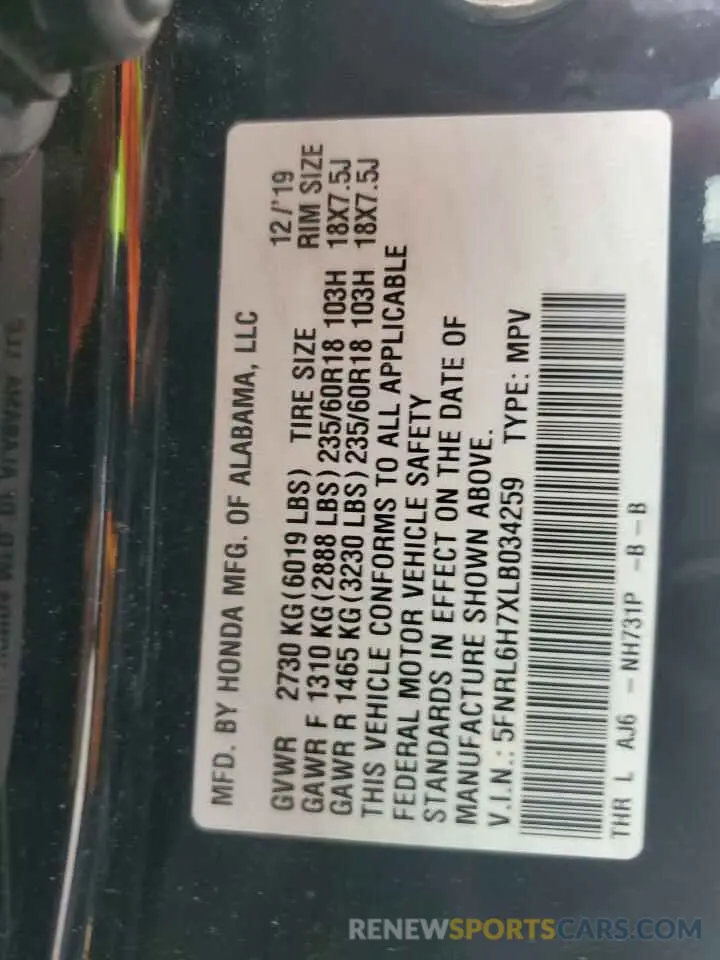 MFD. BY HONDA MFG. OF ALABAMA, LLC
12/'19
GVWR 2730 KG(6019 LBS) TIRE SIZE RIM SIZE
GAWR F 1310 KG(2888 LBS)235/60R18 103H 18X7.5J
GAWR R 1465 KG(3230 LBS)235/60R18 103H 18X7.5J
THIS VEHICLE CONFORMS TO ALL APPLICABLE
FEDERAL MOTOR VEHICLE SAFETY
STANDARDS IN EFFECT ON THE DATE OF
MANUFACTURE SHOWN ABOVE.
V.I.N.: 5FNRL6H7XLB034259 TYPE: MPV
THR L AJ6 - NH731P -B-B
RENEWSPORTSCARS.COM